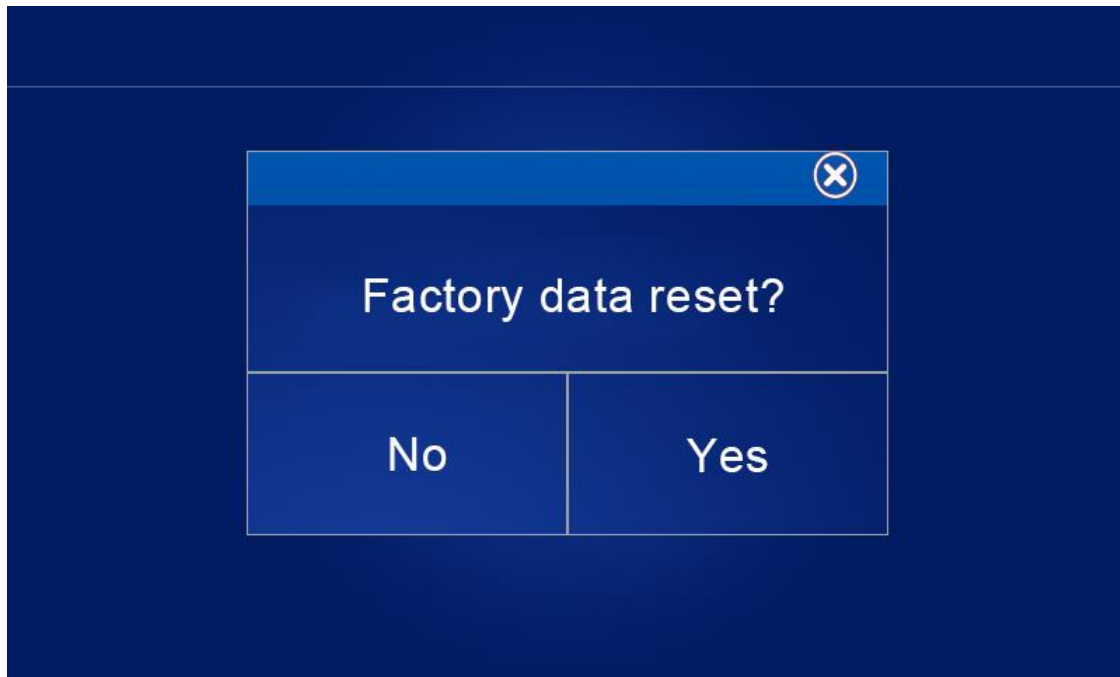 Factory data reset?
No
Yes